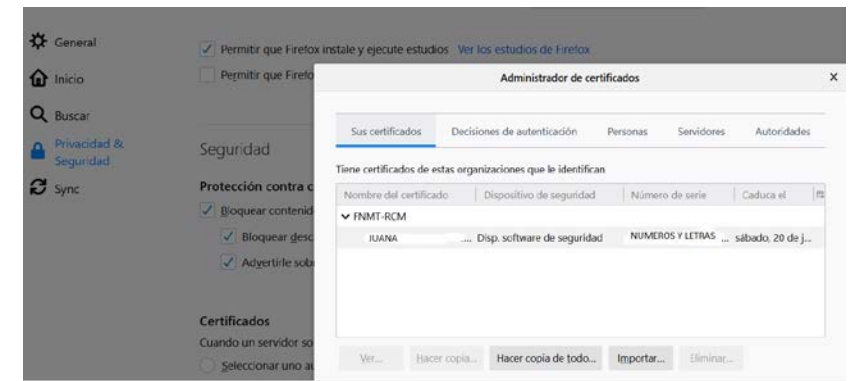 General
Permitir que Firefox instale y ejecute estudios Ver los estudios de Firefox
Inicio
Permitir que Firefo
Administrador de certificados X
Buscar
Sus certificados Decisiones de autenticación Personas Servidores Autoridades
Privacidad &
Seguridad
Seguridad
Tiene certificados de estas organizaciones que le identifican
Sync
Protección contra c
Nombre del certificado Dispositivo de seguridad Número de serie Caduca el
Bloquear contenid
FNMT-RCM
Bloquear desc
JUANA .... Disp. software de seguridad NUMEROS Y LETRAS ... sábado, 20 de j...
Advertirle sob
Certificados
Cuando un servidor so
Seleccionar uno au
Ver... Hacer copia... Hacer copia de todo... Importar... Eliminar...